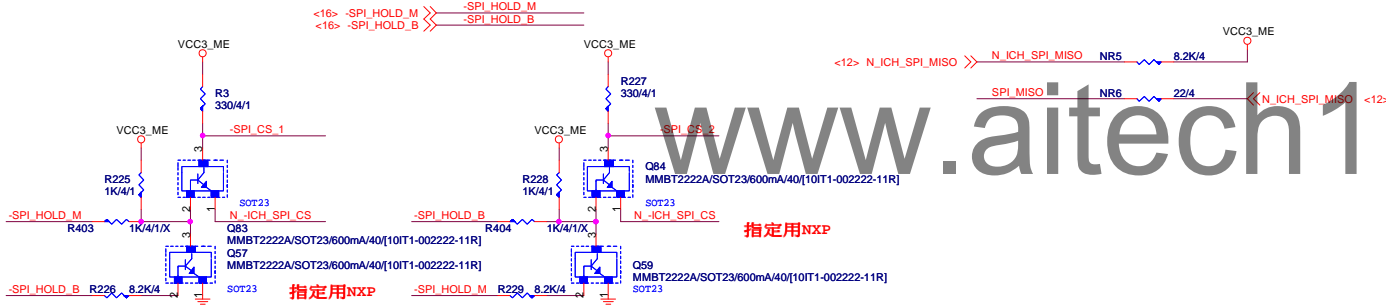 <16> -SPI_HOLD_M -SPI_HOLD_M
<16> -SPI_HOLD_B -SPI_HOLD_B
VCC3_ME
R3
330/4/1
-SPI_CS_1
VCC3_ME
R225
1K/4/1
3
SOT23
2
1
-SPI_HOLD_M
R403
1K/4/1/X
N_-ICH_SPI_CS
Q83
MMBT2222A/SOT23/600mA/40/[10IT1-002222-11R]
Q57
MMBT2222A/SOT23/600mA/40/[10IT1-002222-11R]
3
SOT23
2
1
-SPI_HOLD_B
R226
8.2K/4
指定用NXP
VCC3_ME
R227
330/4/1
-SPI_CS_2
VCC3_ME
R228
1K/4/1
3
Q84
MMBT2222A/SOT23/600mA/40/[10IT1-002222-11R]
SOT23
2
1
-SPI_HOLD_B
R404
1K/4/1/X
N_-ICH_SPI_CS
指定用NXP
3
Q59
MMBT2222A/SOT23/600mA/40/[10IT1-002222-11R]
SOT23
2
1
-SPI_HOLD_M
R229
8.2K/4
VCC3_ME
<12> N_ICH_SPI_MISO N_ICH_SPI_MISO NR5 8.2K/4
SPI_MISO NR6 22/4 N_ICH_SPI_MISO <12>
www.aitech1